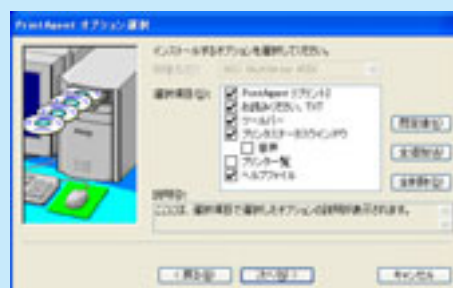 PrintAgent オプション選択
インストールするオプションを選択してください。
選択項目(S):
PrintAgent (プリント)
お読みください.TXT
ツールバー
プリンタステータスウィンドウ
音声
プリンター覧
ヘルプファイル
説明(D):
ここには、選択項目で選択したオプションの説明が表示されます。
< 戻る(B)
次へ(N) >
キャンセル